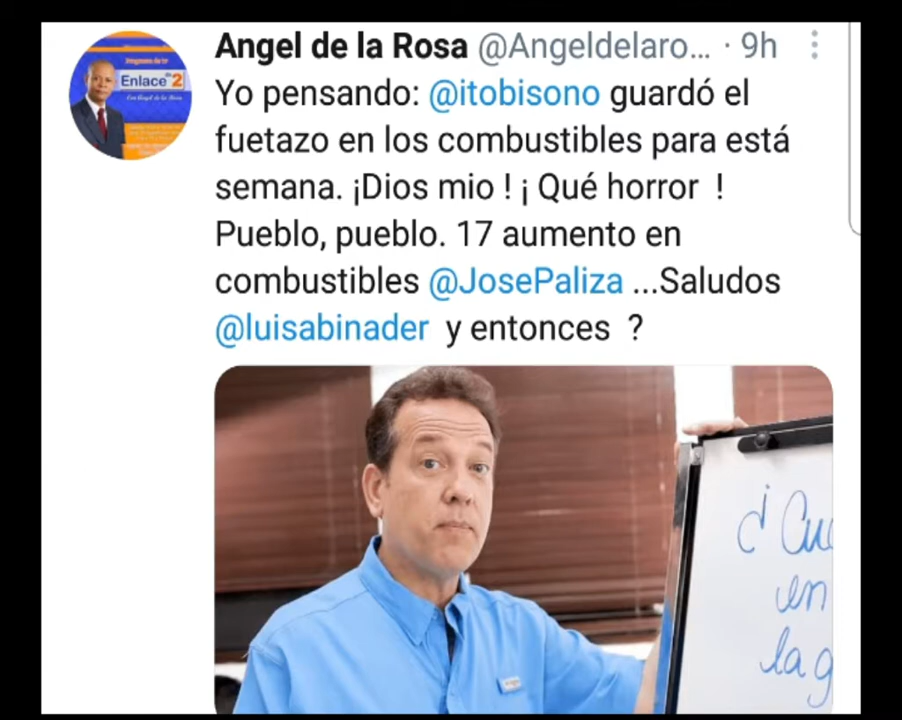 Angel de la Rosa @Angeldelaro... · 9h
Yo pensando: @itobisono guardó el
fuetazo en los combustibles para está
semana. ¡Dios mio ! ¡ Qué horror !
Pueblo, pueblo. 17 aumento en
combustibles @JosePaliza ...Saludos
@luisabinader y entonces ?
Enlace 2
¿Cu
en
la g